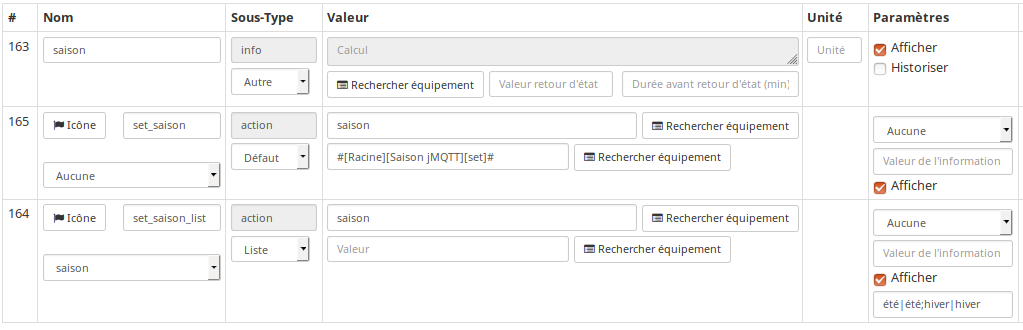 # Nom Sous-Type Valeur Unité Paramètres
163 saison info Calcul Unité Afficher
Historiser
Autre Rechercher équipement Valeur retour d'état Durée avant retour d'état (min)
165 Icône set_saison action saison Rechercher équipement Aucune
Aucune Défaut #[Racine][Saison jMQTT][set]# Rechercher équipement Valeur de l'information
Afficher
164 Icône set_saison_list action saison Rechercher équipement Aucune
saison Liste Valeur Rechercher équipement Valeur de l'information
Afficher
été|été;hiver|hiver